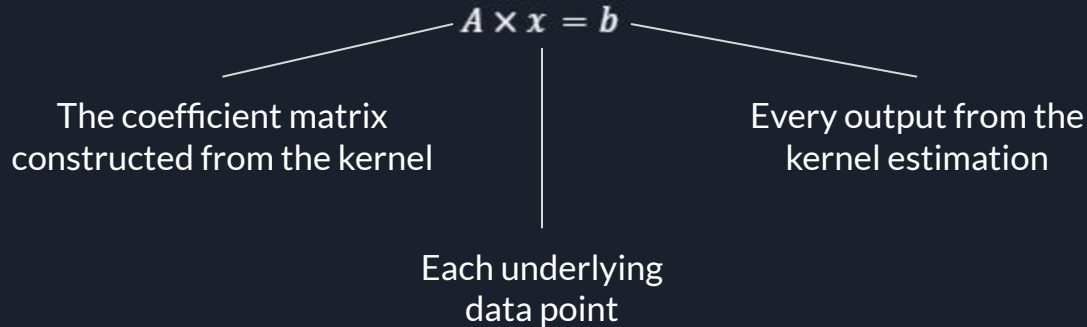 A × x = b
The coefficient matrix
constructed from the kernel
Every output from the
kernel estimation
Each underlying
data point